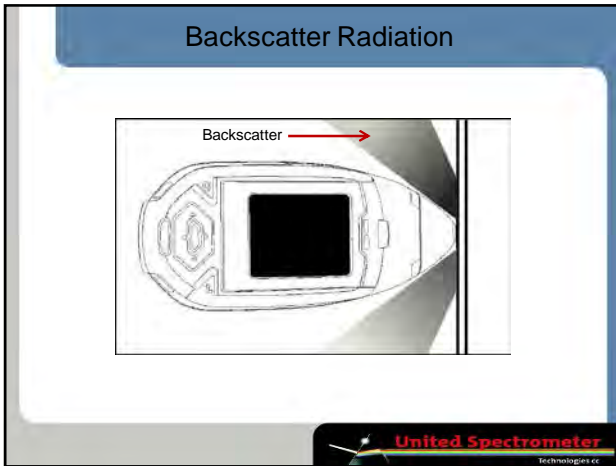 Backscatter Radiation
Backscatter
United Spectrometer
Technologies cc